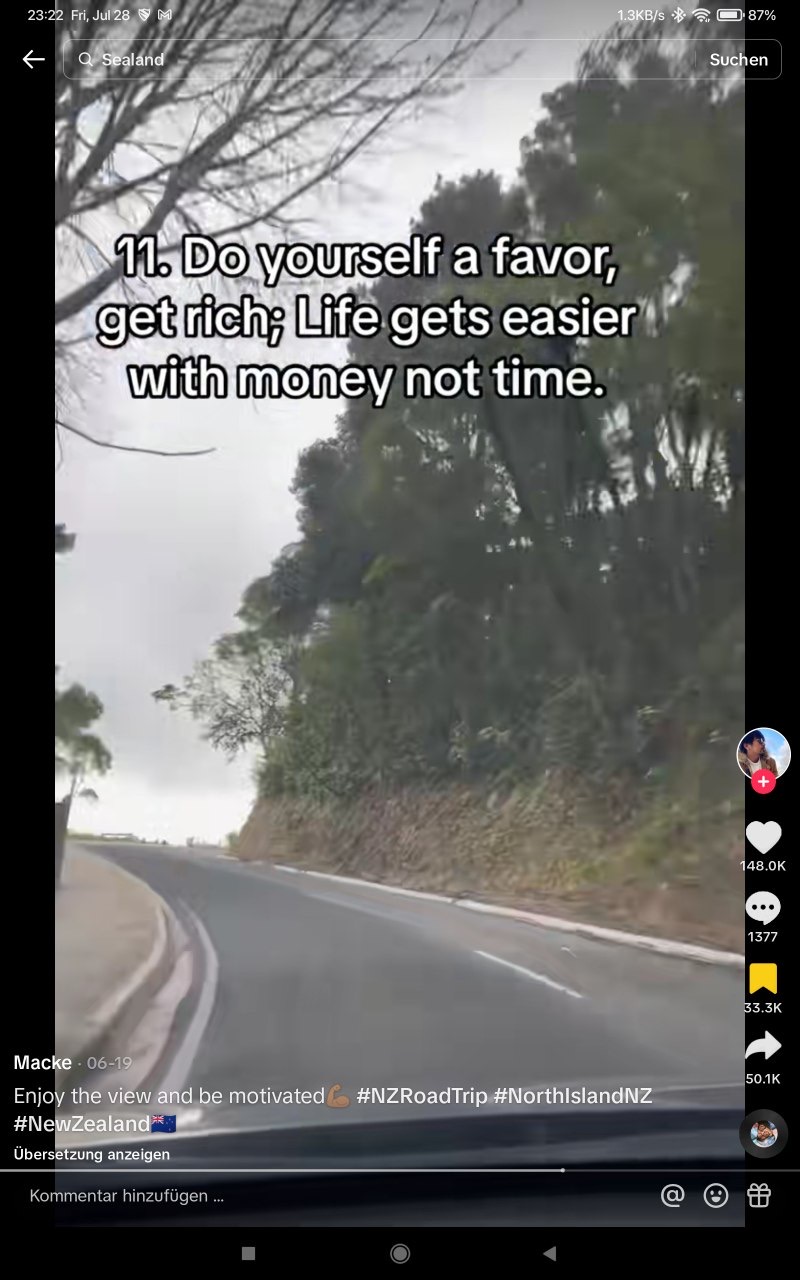 23:22 Fri, Jul 28 1.3KB/s 87%
Sealand Suchen
11. Do yourself a favor,
get rich; Life gets easier
with money not time.
148.0K
1377
33.3K
50.1K
Macke · 06-19
Enjoy the view and be motivated💪🏾 #NZRoadTrip #NorthIslandNZ
#NewZealand🇳🇿
Übersetzung anzeigen
Kommentar hinzufügen ... @